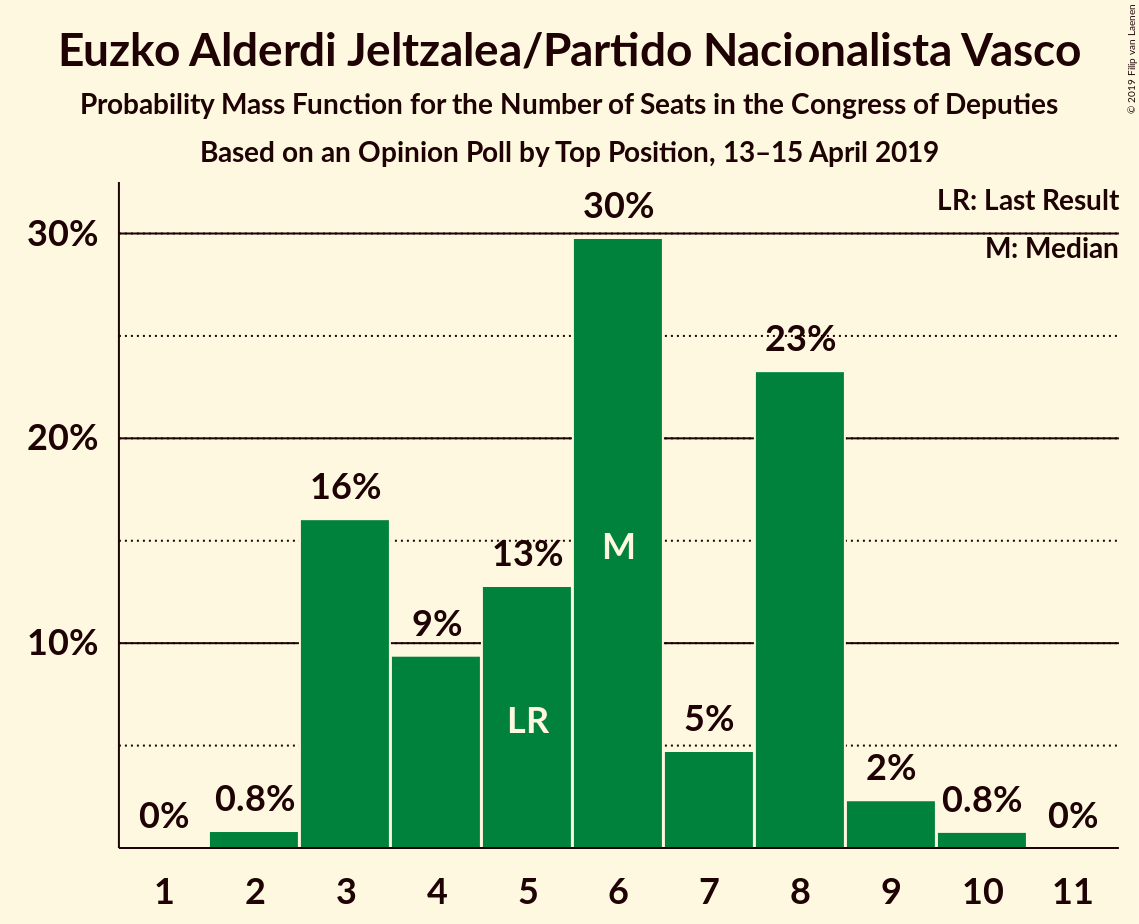 Euzko Alderdi Jeltzalea/Partido Nacionalista Vasco
Probability Mass Function for the Number of Seats in the Congress of Deputies
Based on an Opinion Poll by Top Position, 13–15 April 2019
© 2019 Filip van Laenen
LR: Last Result
M: Median
30%
20%
10%
0%
0.8%
16%
9%
13%
30%
5%
23%
2%
0.8%
0%
LR
M
1 2 3 4 5 6 7 8 9 10 11